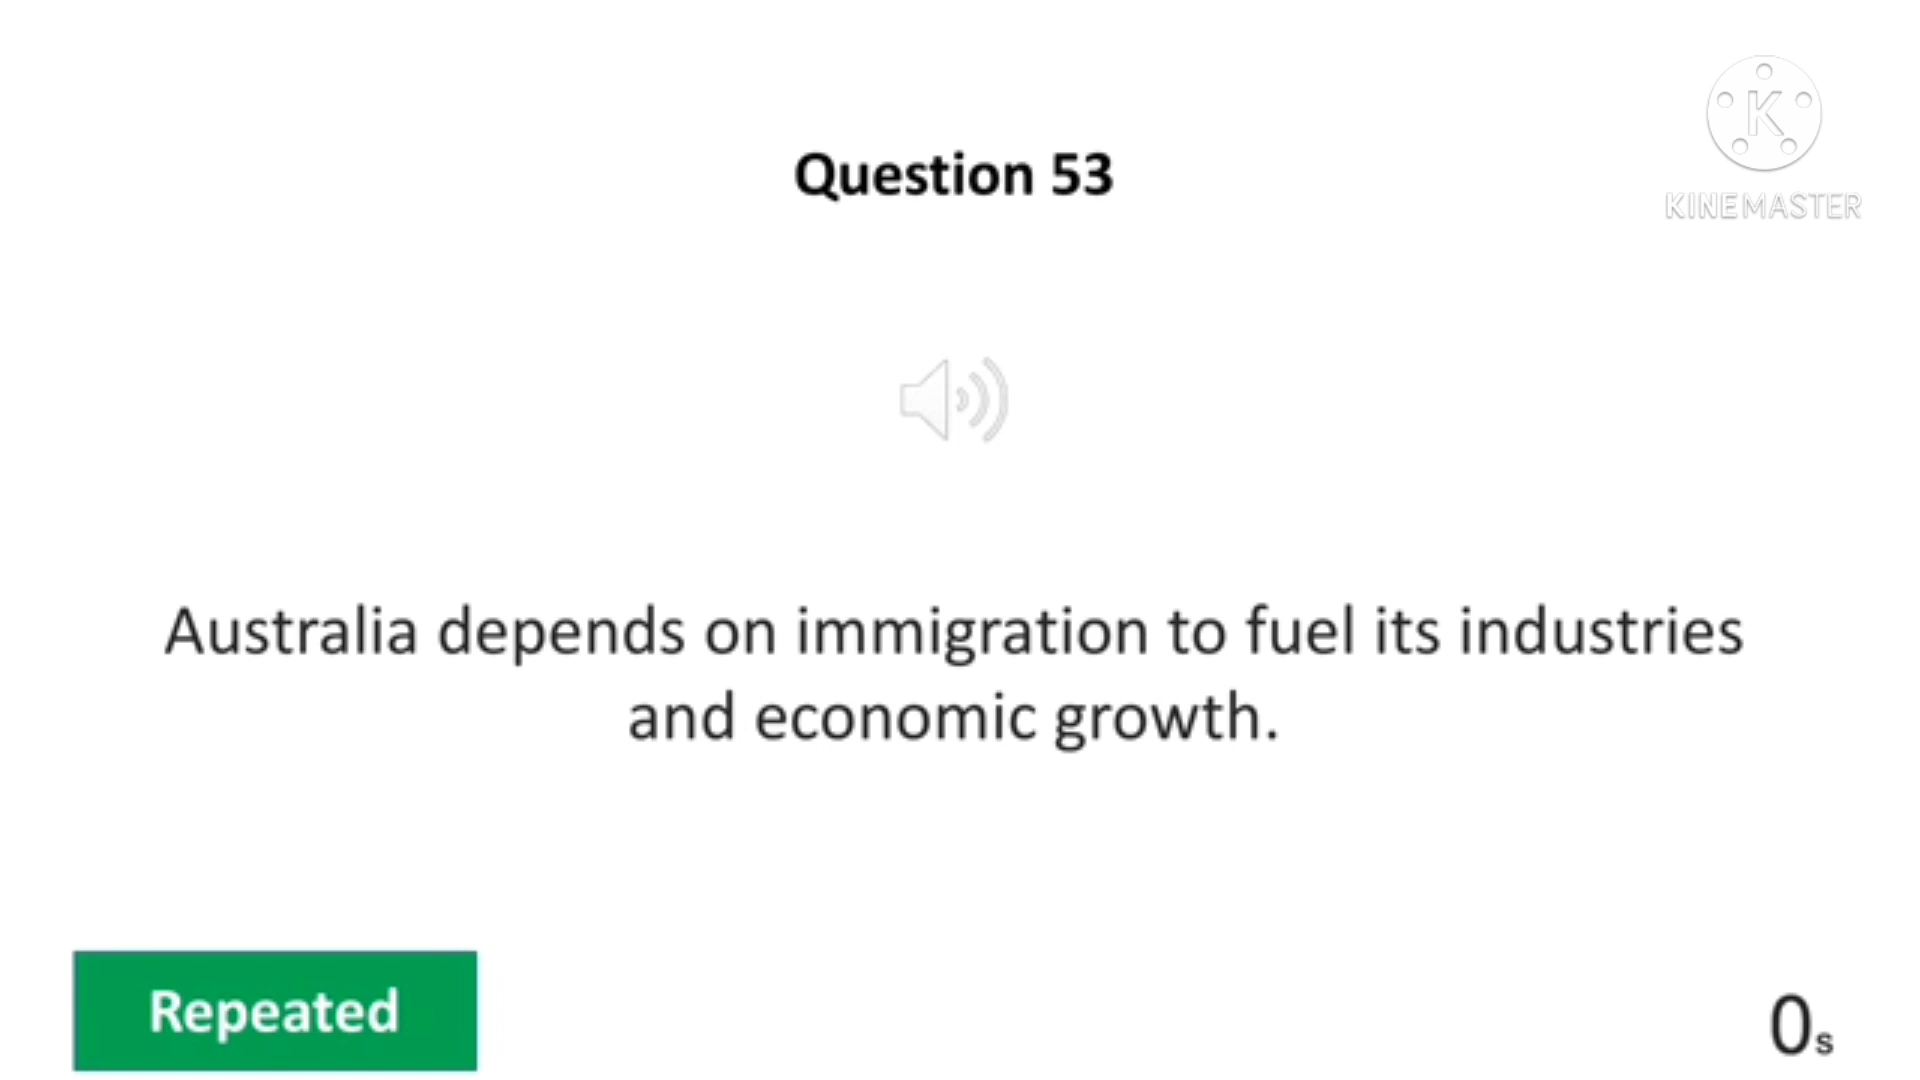 Question 53
K
KINEMASTER
Australia depends on immigration to fuel its industries
and economic growth.
Repeated
0s